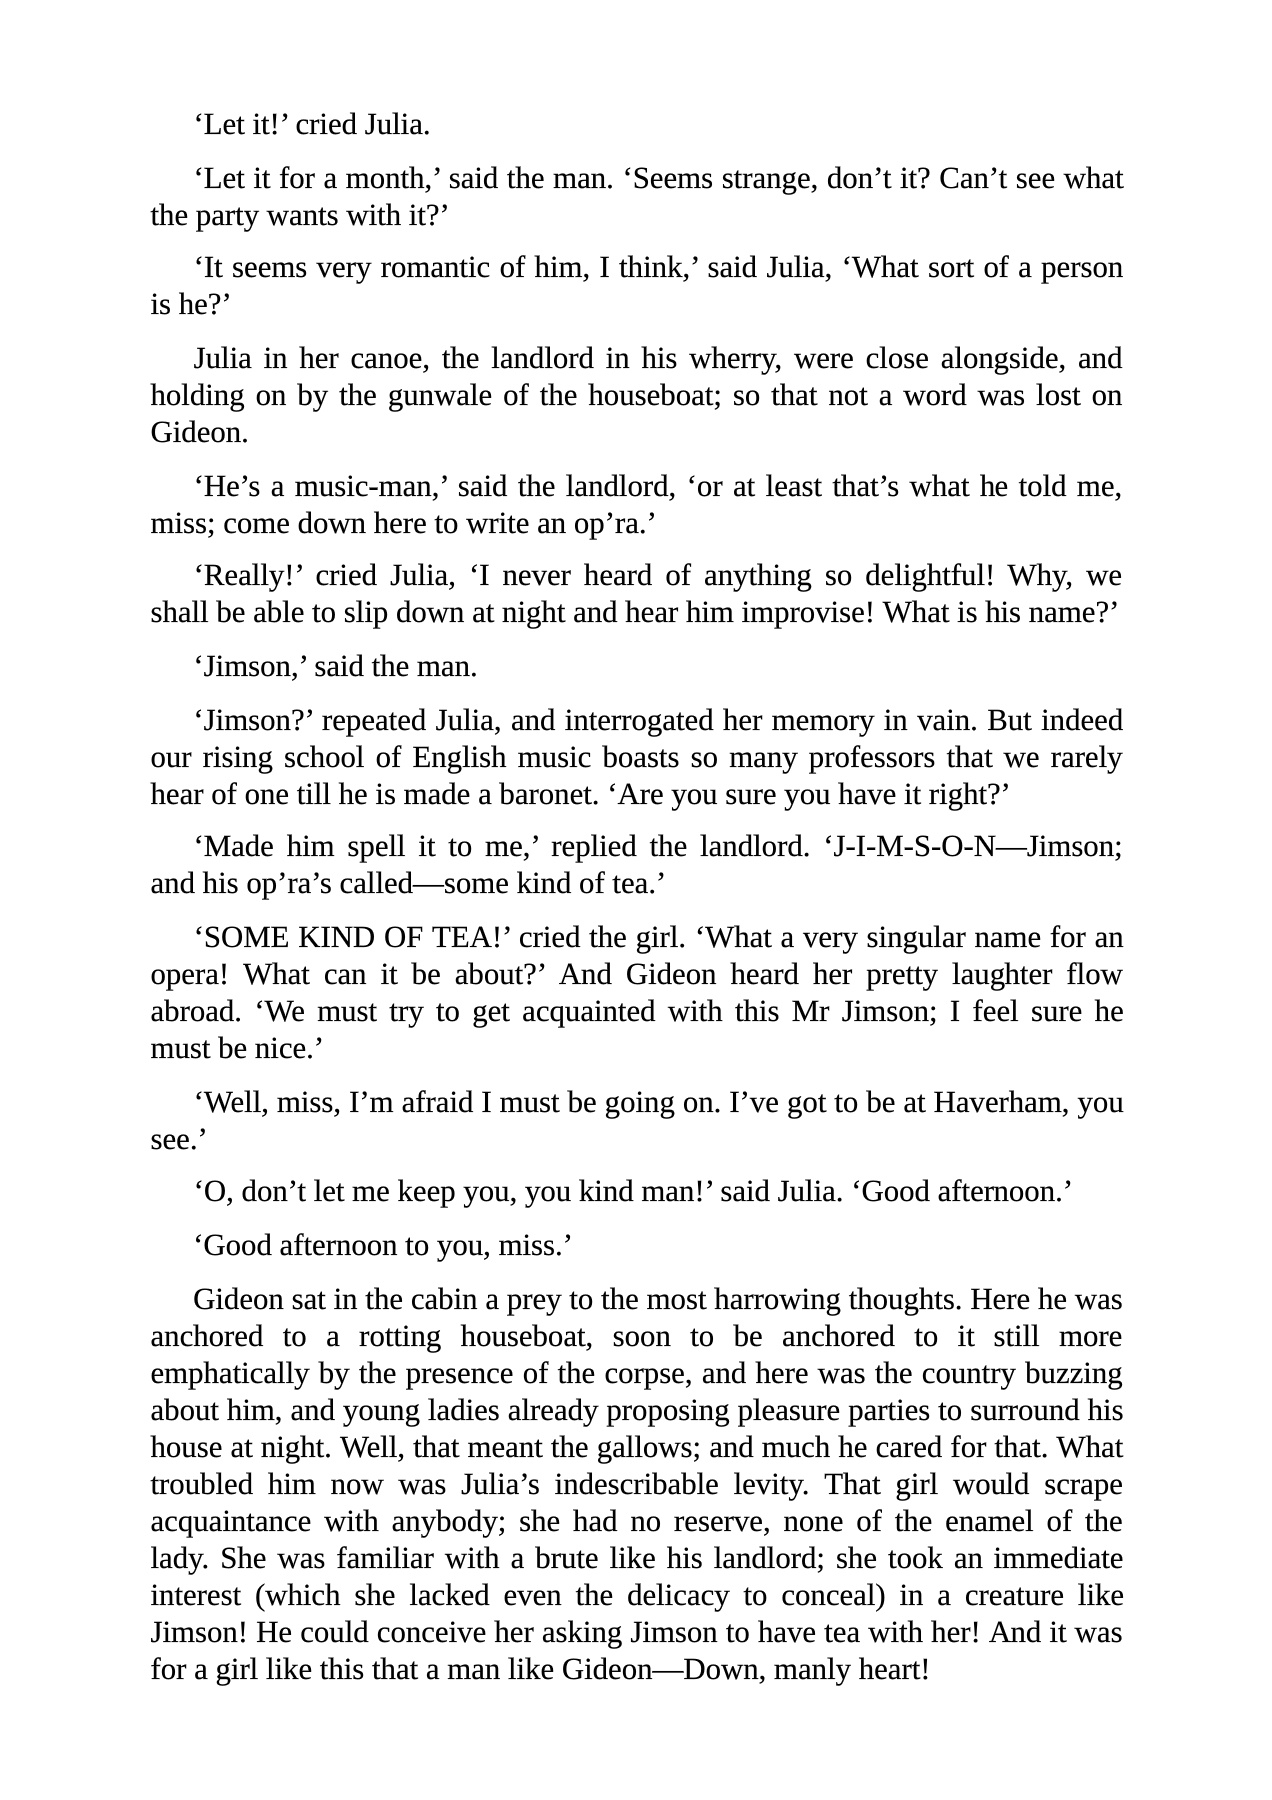 ‘Let it!’ cried Julia.
‘Let it for a month,’ said the man. ‘Seems strange, don’t it? Can’t see what
the party wants with it?’
‘It seems very romantic of him, I think,’ said Julia, ‘What sort of a person
is he?’
Julia in her canoe, the landlord in his wherry, were close alongside, and
holding on by the gunwale of the houseboat; so that not a word was lost on
Gideon.
‘He’s a music-man,’ said the landlord, ‘or at least that’s what he told me,
miss; come down here to write an op’ra.’
‘Really!’ cried Julia, ‘I never heard of anything so delightful! Why, we
shall be able to slip down at night and hear him improvise! What is his name?’
‘Jimson,’ said the man.
‘Jimson?’ repeated Julia, and interrogated her memory in vain. But indeed
our rising school of English music boasts so many professors that we rarely
hear of one till he is made a baronet. ‘Are you sure you have it right?’
‘Made him spell it to me,’ replied the landlord. ‘J-I-M-S-O-N—Jimson;
and his op’ra’s called—some kind of tea.’
‘SOME KIND OF TEA!’ cried the girl. ‘What a very singular name for an
opera! What can it be about?’ And Gideon heard her pretty laughter flow
abroad. ‘We must try to get acquainted with this Mr Jimson; I feel sure he
must be nice.’
‘Well, miss, I’m afraid I must be going on. I’ve got to be at Haverham, you
see.’
‘O, don’t let me keep you, you kind man!’ said Julia. ‘Good afternoon.’
‘Good afternoon to you, miss.’
Gideon sat in the cabin a prey to the most harrowing thoughts. Here he was
anchored to a rotting houseboat, soon to be anchored to it still more
emphatically by the presence of the corpse, and here was the country buzzing
about him, and young ladies already proposing pleasure parties to surround his
house at night. Well, that meant the gallows; and much he cared for that. What
troubled him now was Julia’s indescribable levity. That girl would scrape
acquaintance with anybody; she had no reserve, none of the enamel of the
lady. She was familiar with a brute like his landlord; she took an immediate
interest (which she lacked even the delicacy to conceal) in a creature like
Jimson! He could conceive her asking Jimson to have tea with her! And it was
for a girl like this that a man like Gideon—Down, manly heart!